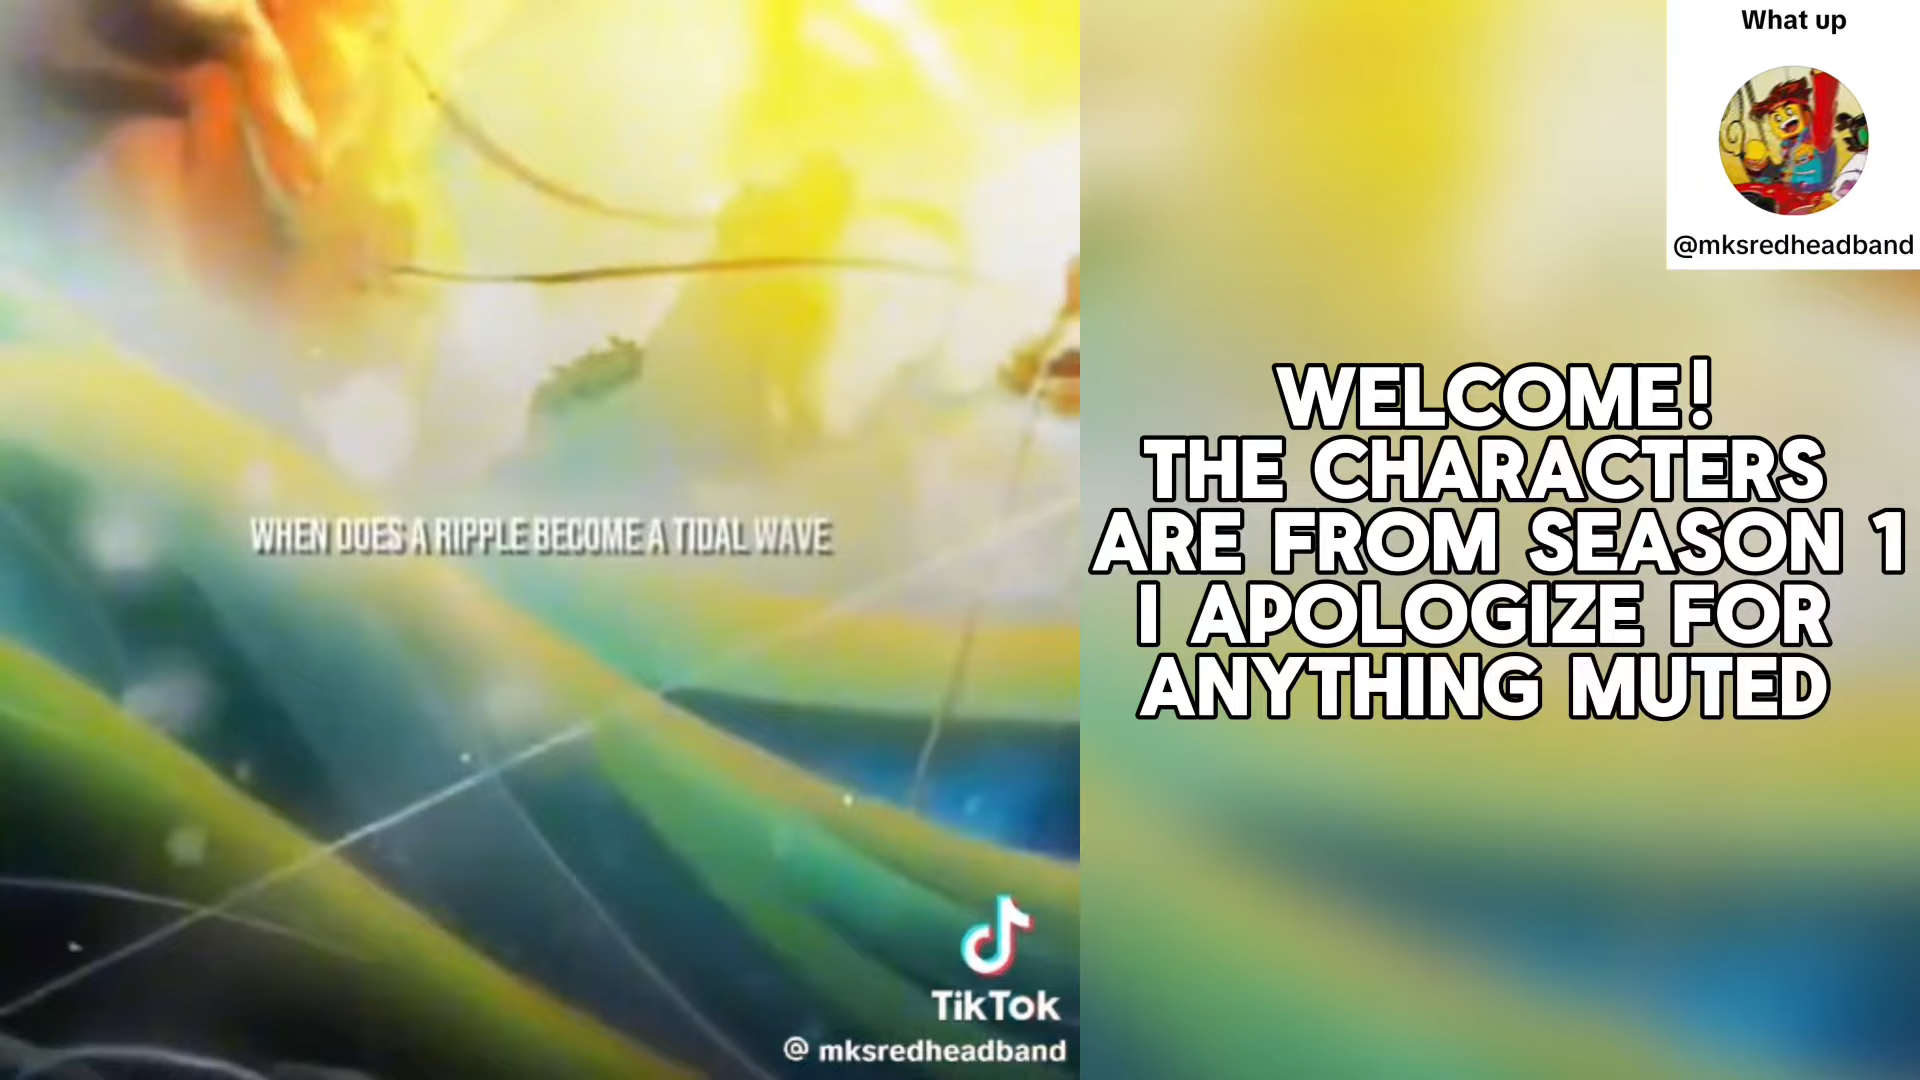 WHEN DOES A RIPPLE BECOME A TIDAL WAVE
TikTok
@ mksredheadband
What up
@mksredheadband
WELCOME!
THE CHARACTERS
ARE FROM SEASON 1
I APOLOGIZE FOR
ANYTHING MUTED